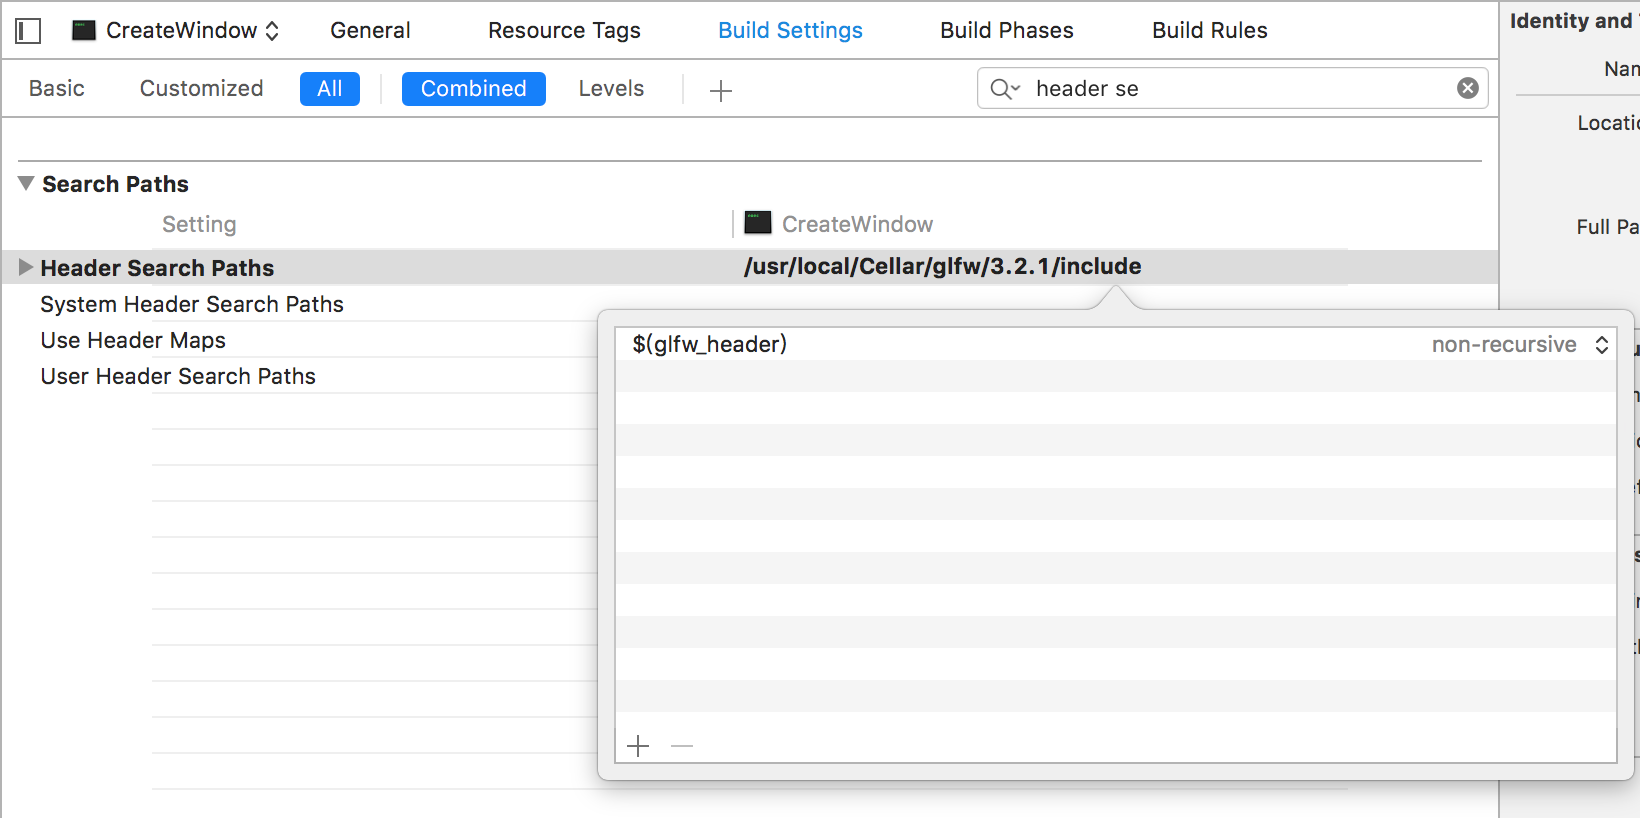 CreateWindow General Resource Tags Build Settings Build Phases Build Rules
Identity and
Basic Customized All Combined Levels header se
Nam
Locatio
Search Paths
Setting CreateWindow
Full Pa
Header Search Paths /usr/local/Cellar/glfw/3.2.1/include
System Header Search Paths
Use Header Maps
User Header Search Paths
$(glfw_header) non-recursive